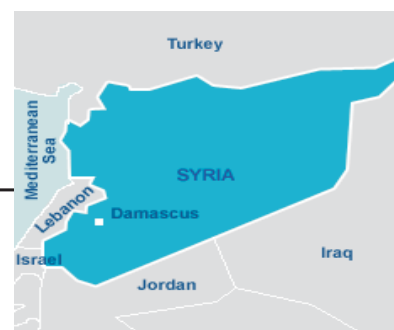 Turkey
Mediterranean
Sea
SYRIA
Lebanon
Damascus
Israel
Iraq
Jordan